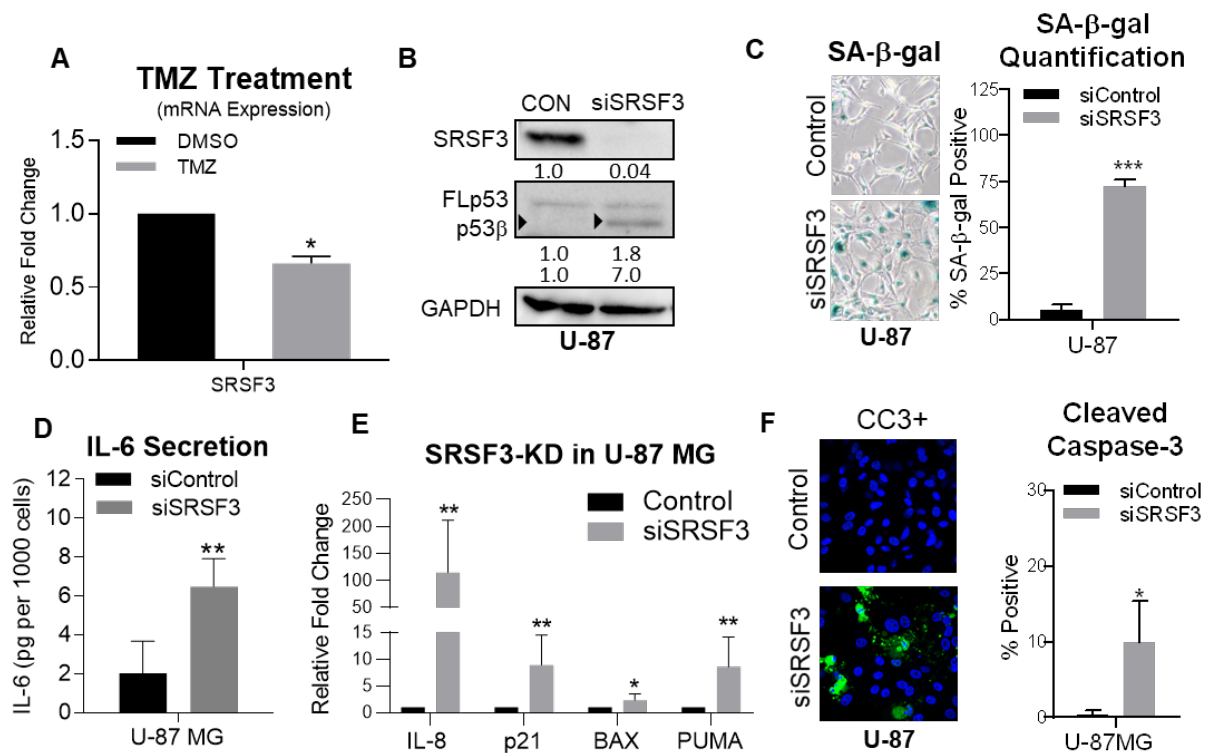 A
TMZ Treatment
(mRNA Expression)
DMSO
TMZ
Relative Fold Change
1.5
1.0
0.5
0.0
*
SRSF3
B
CON siSRSF3
SRSF3
1.0 0.04
FLp53
p53β
1.0 1.8
1.0 7.0
GAPDH
U-87
C
SA-β-gal
Control
siSRSF3
U-87
SA-β-gal
Quantification
siControl
siSRSF3
% SA-β-gal Positive
125
100
75
50
25
0
***
U-87
D
IL-6 Secretion
siControl
siSRSF3
IL-6 (pg per 1000 cells)
12
10
8
6
4
2
0
**
U-87 MG
E
SRSF3-KD in U-87 MG
Control
siSRSF3
Relative Fold Change
250
200
150
100
50
15
10
5
0
**
**
*
**
IL-8 p21 BAX PUMA
F
CC3+
Control
siSRSF3
U-87
Cleaved
Caspase-3
siControl
siSRSF3
% Positive
30
20
10
0
*
U-87MG